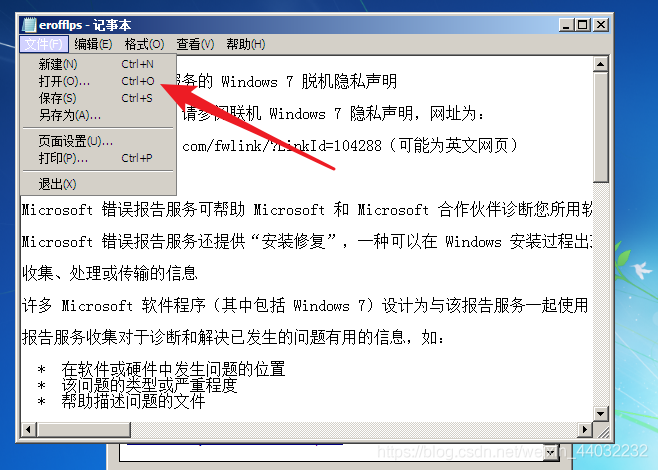 erofflps - 记事本
文件(F) 编辑(E) 格式(O) 查看(V) 帮助(H)
新建(N) Ctrl+N
打开(O)... Ctrl+O
保存(S) Ctrl+S
另存为(A)...
页面设置(U)...
打印(P)... Ctrl+P
退出(X)
服务的 Windows 7 脱机隐私声明
请参阅联机 Windows 7 隐私声明，网址为：
com/fwlink/?LinkId=104288（可能为英文网页）
Microsoft 错误报告服务可帮助 Microsoft 和 Microsoft 合作伙伴诊断您所用软
Microsoft 错误报告服务还提供“安装修复”，一种可以在 Windows 安装过程出
收集、处理或传输的信息
许多 Microsoft 软件程序（其中包括 Windows 7）设计为与该报告服务一起使用
报告服务收集对于诊断和解决已发生的问题有用的信息，如：
* 在软件或硬件中发生问题的位置
* 该问题的类型或严重程度
* 帮助描述问题的文件
https://blog.csdn.net/weixin_44032232